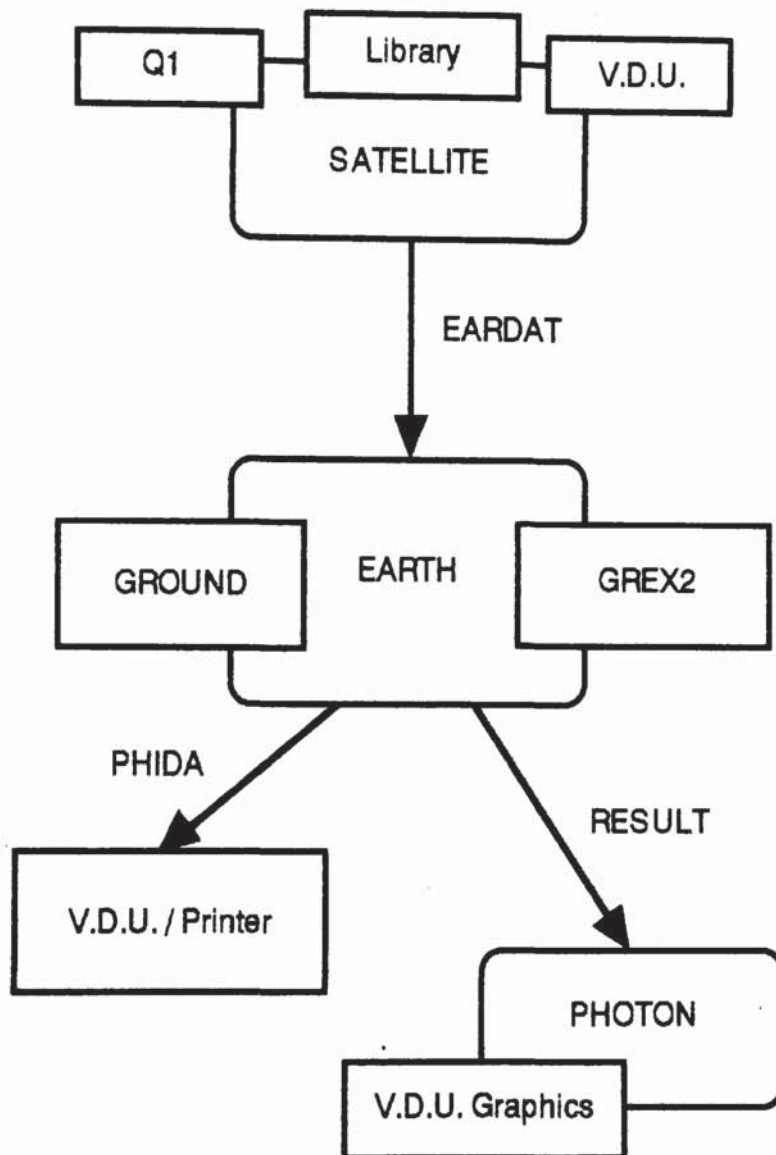 Q1
Library
V.D.U.
SATELLITE
EARDAT
GROUND
EARTH
GREX2
PHIDA
RESULT
V.D.U. / Printer
PHOTON
V.D.U. Graphics